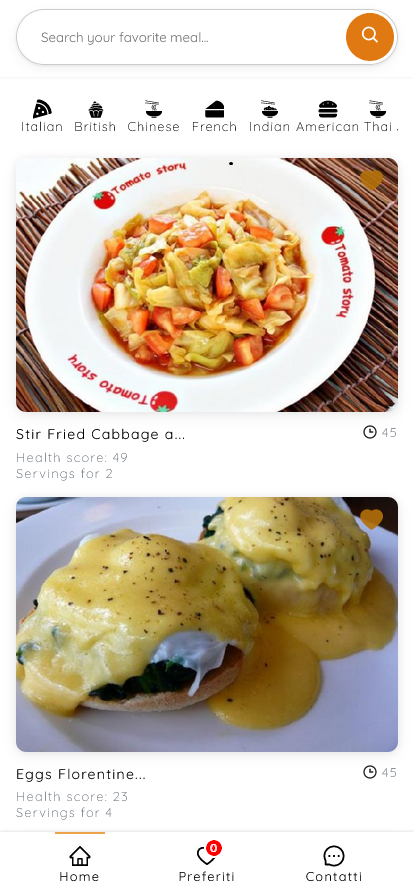 Search your favorite meal...
Italian British Chinese French Indian American Thai
Tomato story
Tomato story
Tomato story
Stir Fried Cabbage a... 45
Health score: 49
Servings for 2
Eggs Florentine... 45
Health score: 23
Servings for 4
0
Home Preferiti Contatti